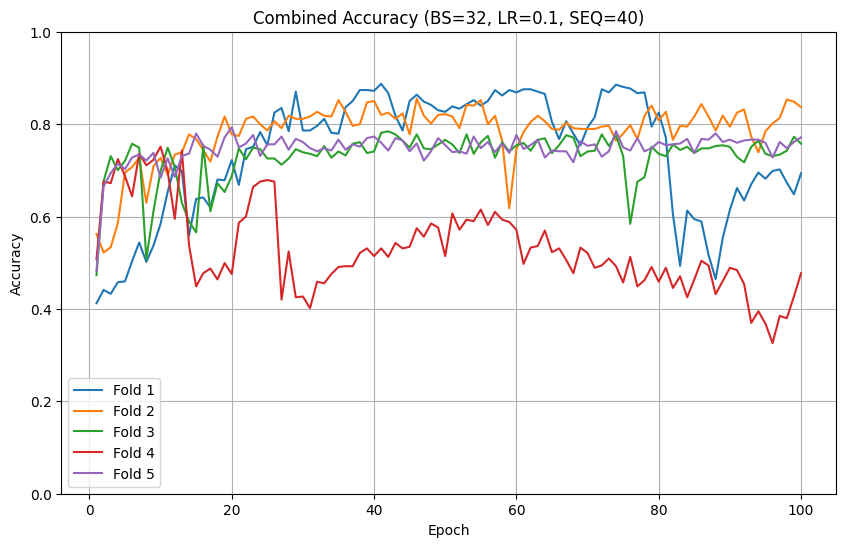 Combined Accuracy (BS=32, LR=0.1, SEQ=40)
Accuracy
1.0
0.8
0.6
0.4
0.2
0.0
Fold 1
Fold 2
Fold 3
Fold 4
Fold 5
0 20 40 60 80 100
Epoch